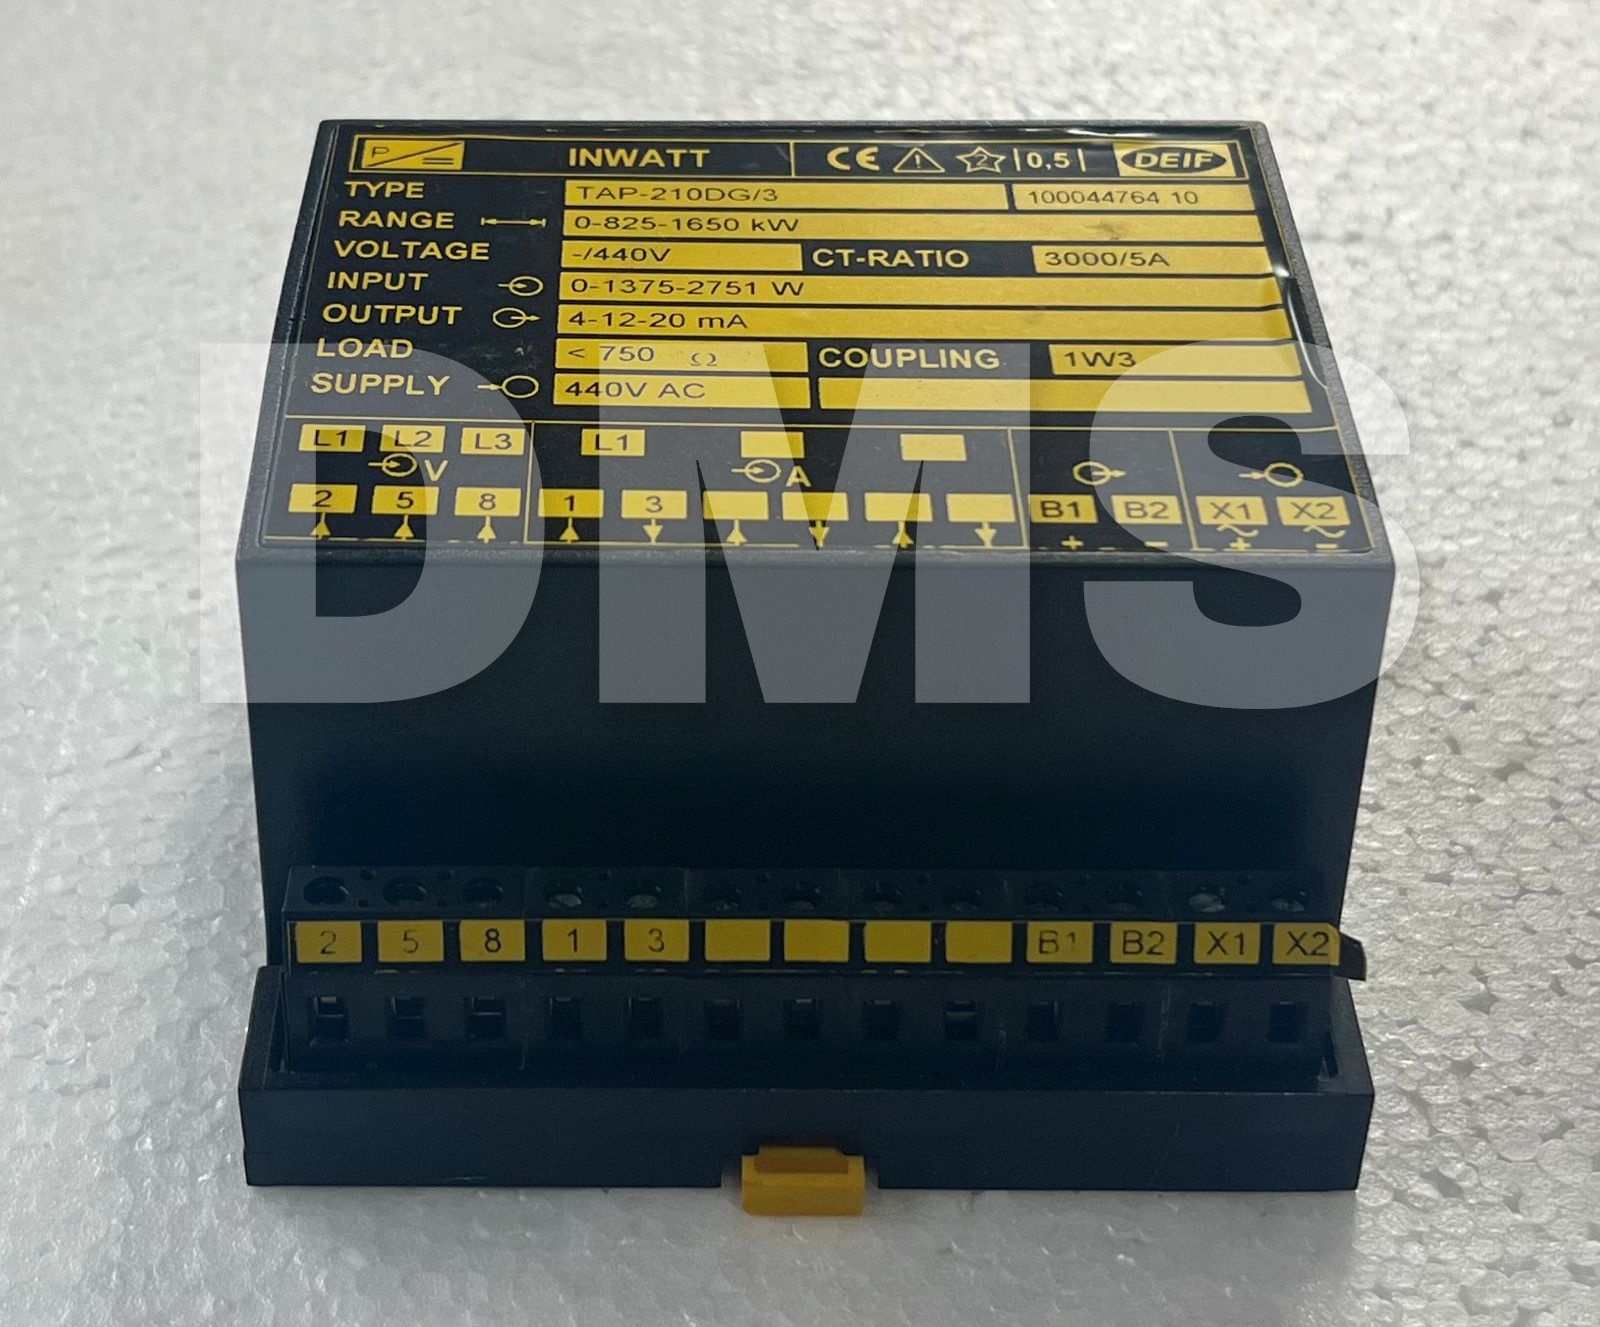 P INWATT CE 2 0,5 DEIF
TYPE TAP-210DG/3 100044764.10
RANGE 0-825-1650 kW
VOLTAGE -/440V CT-RATIO 3000/5A
INPUT 0-1375-2751 W
OUTPUT 4-12-20 mA
LOAD < 750 Ω COUPLING 1W3
SUPPLY 440V AC
L1 L2 L3 L1
V A
2 5 8 1 3 B1 B2 X1 X2
+ - ~ ~
+ -
DMS
2 5 8 1 3 B1 B2 X1 X2